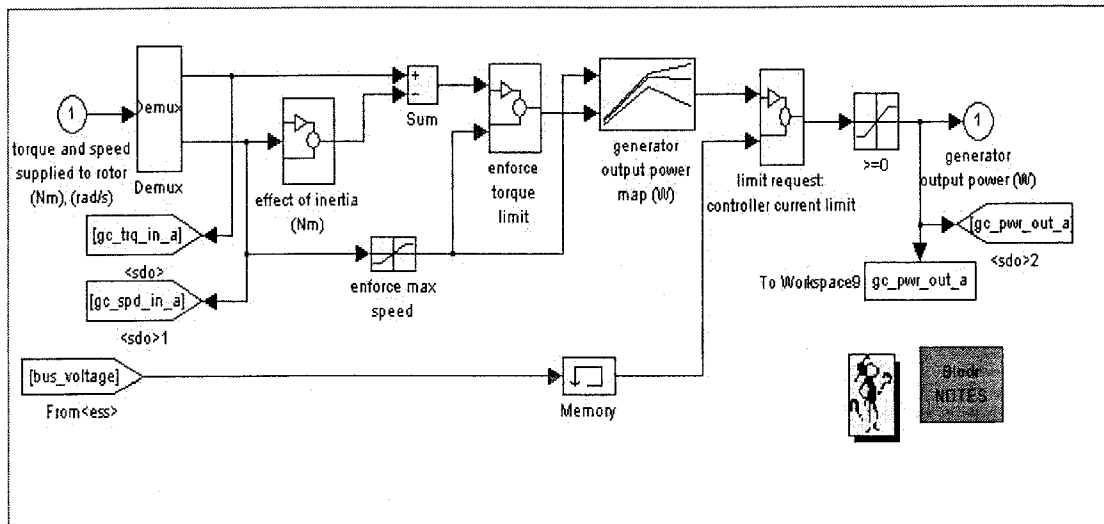 1
torque and speed
supplied to rotor
(Nm), (rad/s)
Demux
Demux
[gc_trq_in_a]
<sdo>
[gc_spd_in_a]
<sdo>1
[bus_voltage]
From<ess>
effect of inertia
(Nm)
+
−
Sum
enforce max
speed
enforce
torque
limit
generator
output power
map (W)
Memory
limit request:
controller current limit
>=0
1
generator
output power (W)
[gc_pwr_out_a]
<sdo>2
To Workspace9
gc_pwr_out_a
?
?
Block
NOTES